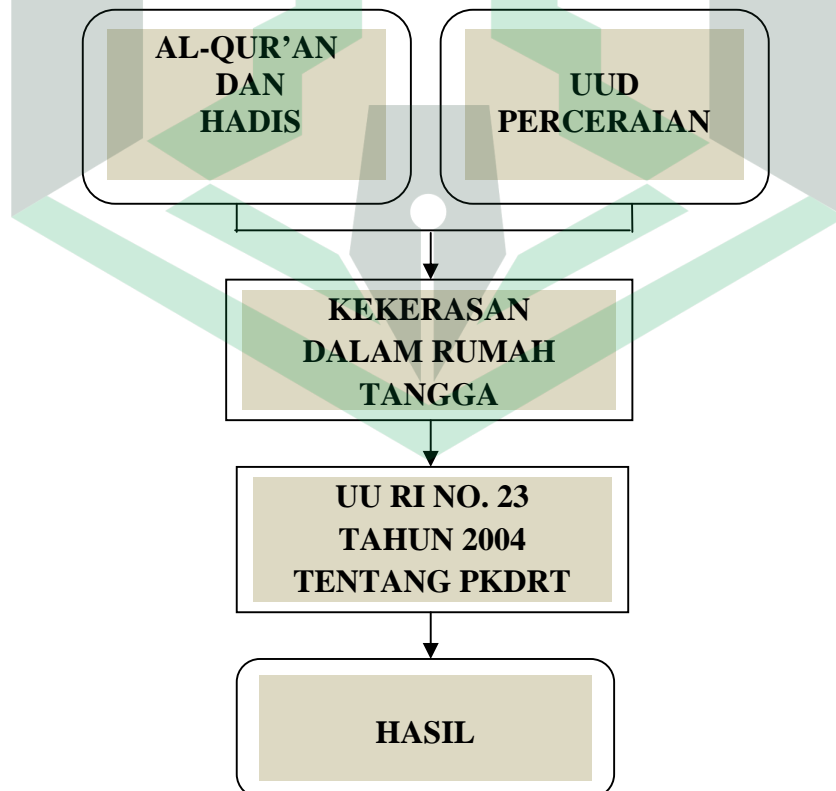 AL-QUR’AN
DAN
HADIS
UUD
PERCERAIAN
KEKERASAN
DALAM RUMAH
TANGGA
UU RI NO. 23
TAHUN 2004
TENTANG PKDRT
HASIL